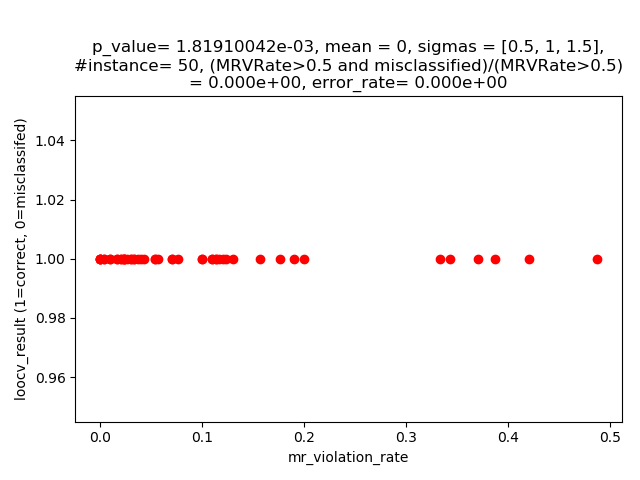 p_value= 1.81910042e-03, mean = 0, sigmas = [0.5, 1, 1.5],
#instance= 50, (MRVRate>0.5 and misclassified)/(MRVRate>0.5)
= 0.000e+00, error_rate= 0.000e+00
loocv_result (1=correct, 0=misclassifed)
1.04
1.02
1.00
0.98
0.96
0.0 0.1 0.2 0.3 0.4 0.5
mr_violation_rate